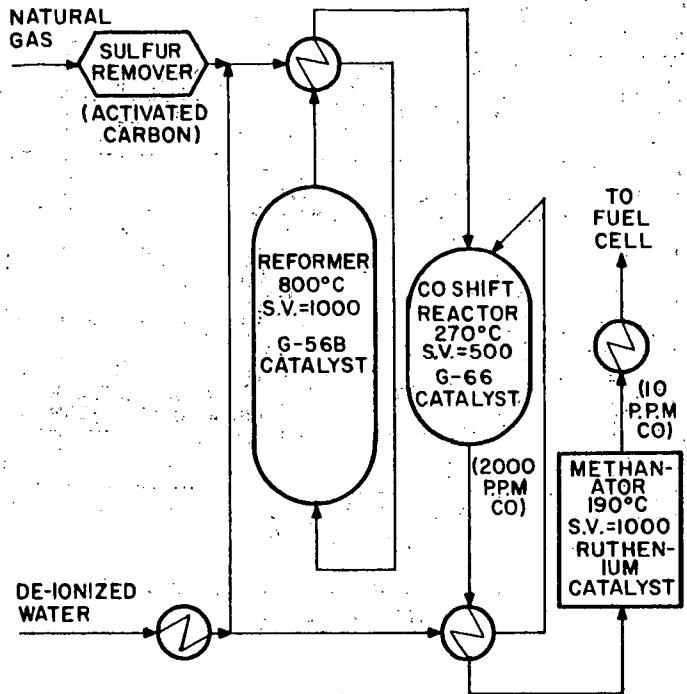 NATURAL
GAS
SULFUR
REMOVER
(ACTIVATED
CARBON)
REFORMER
800°C
S.V.=1000
G-56B
CATALYST
CO SHIFT
REACTOR
270°C
S.V.=500
G-66
CATALYST
(2000
P.P.M
CO)
TO
FUEL
CELL
(10
P.P.M
CO)
METHAN-
ATOR
190°C
S.V.=1000
RUTHEN-
IUM
CATALYST
DE-IONIZED
WATER